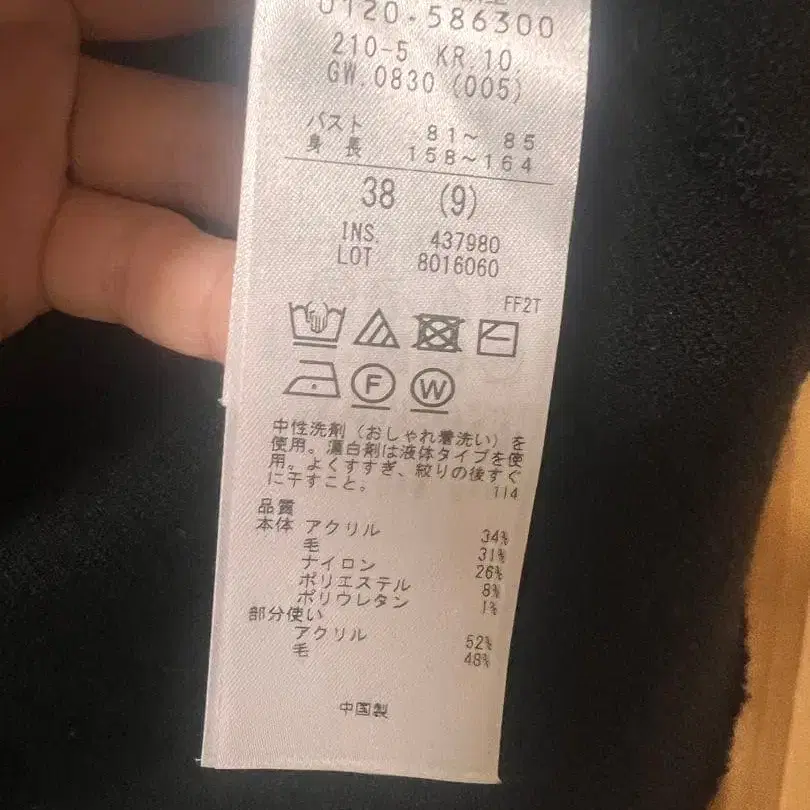 0120-586300
210-5 KR.10,
GW.0830 (005)
バスト 81～ 85
身 長 158～164
38 (9)
INS. 437980
LOT 8016060
FF2T
F W
中性洗剤（おしゃれ着洗い）を
使用。漂白剤は液体タイプを使
用。よくすすぎ、絞りの後すぐ
に干すこと。 114
品質
本体 アクリル 34%
毛 31%
ナイロン 26%
ポリエステル 8%
ポリウレタン 1%
部分使い
アクリル 52%
毛 48%
中国製